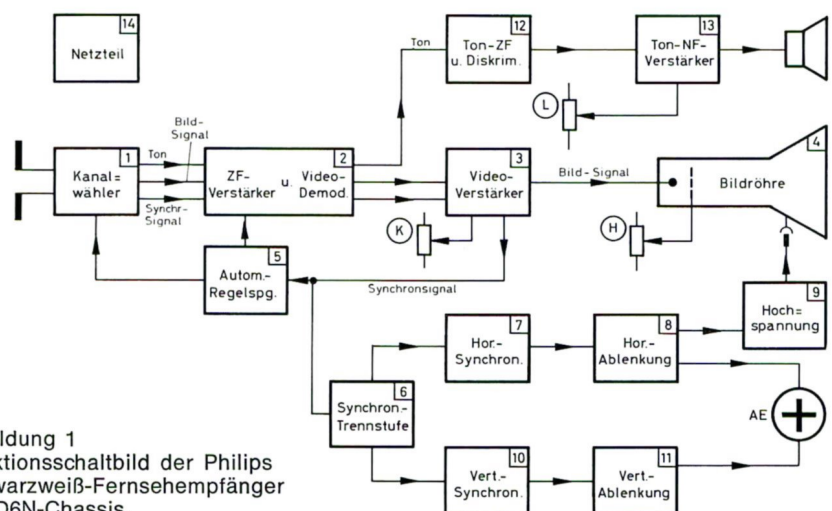 14
Netzteil
12
Ton-ZF
u. Diskrim.
Ton
13
Ton-NF-
Verstärker
L
1
Kanal=
wähler
Ton
Bild-
Signal
Synchr-
Signal
2
ZF-
Verstärker
u.
Video-
Demod.
3
Video-
Verstärker
Bild-Signal
4
Bildröhre
K
H
5
Autom.-
Regelspg.
Synchronsignal
6
Synchron.-
Trennstufe
7
Hor.-
Synchron.
8
Hor.-
Ablenkung
9
Hoch=
spannung
AE
10
Vert.-
Synchron.
11
Vert.-
Ablenkung
ldung 1
ktionsschaltbild der Philips
warzweiß-Fernsehempfänger
D6N-Chassis